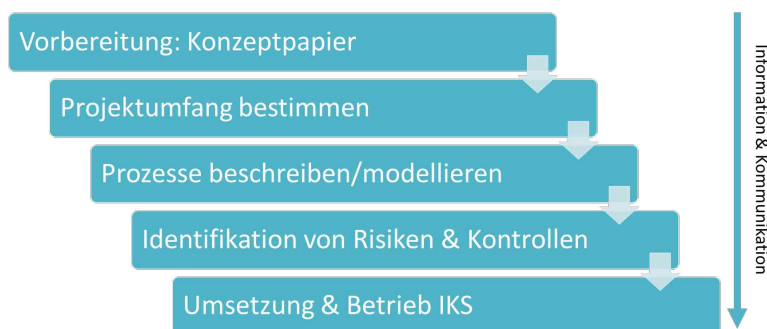 Vorbereitung: Konzeptpapier
Projektumfang bestimmen
Prozesse beschreiben/modellieren
Identifikation von Risiken & Kontrollen
Umsetzung & Betrieb IKS
Information & Kommunikation